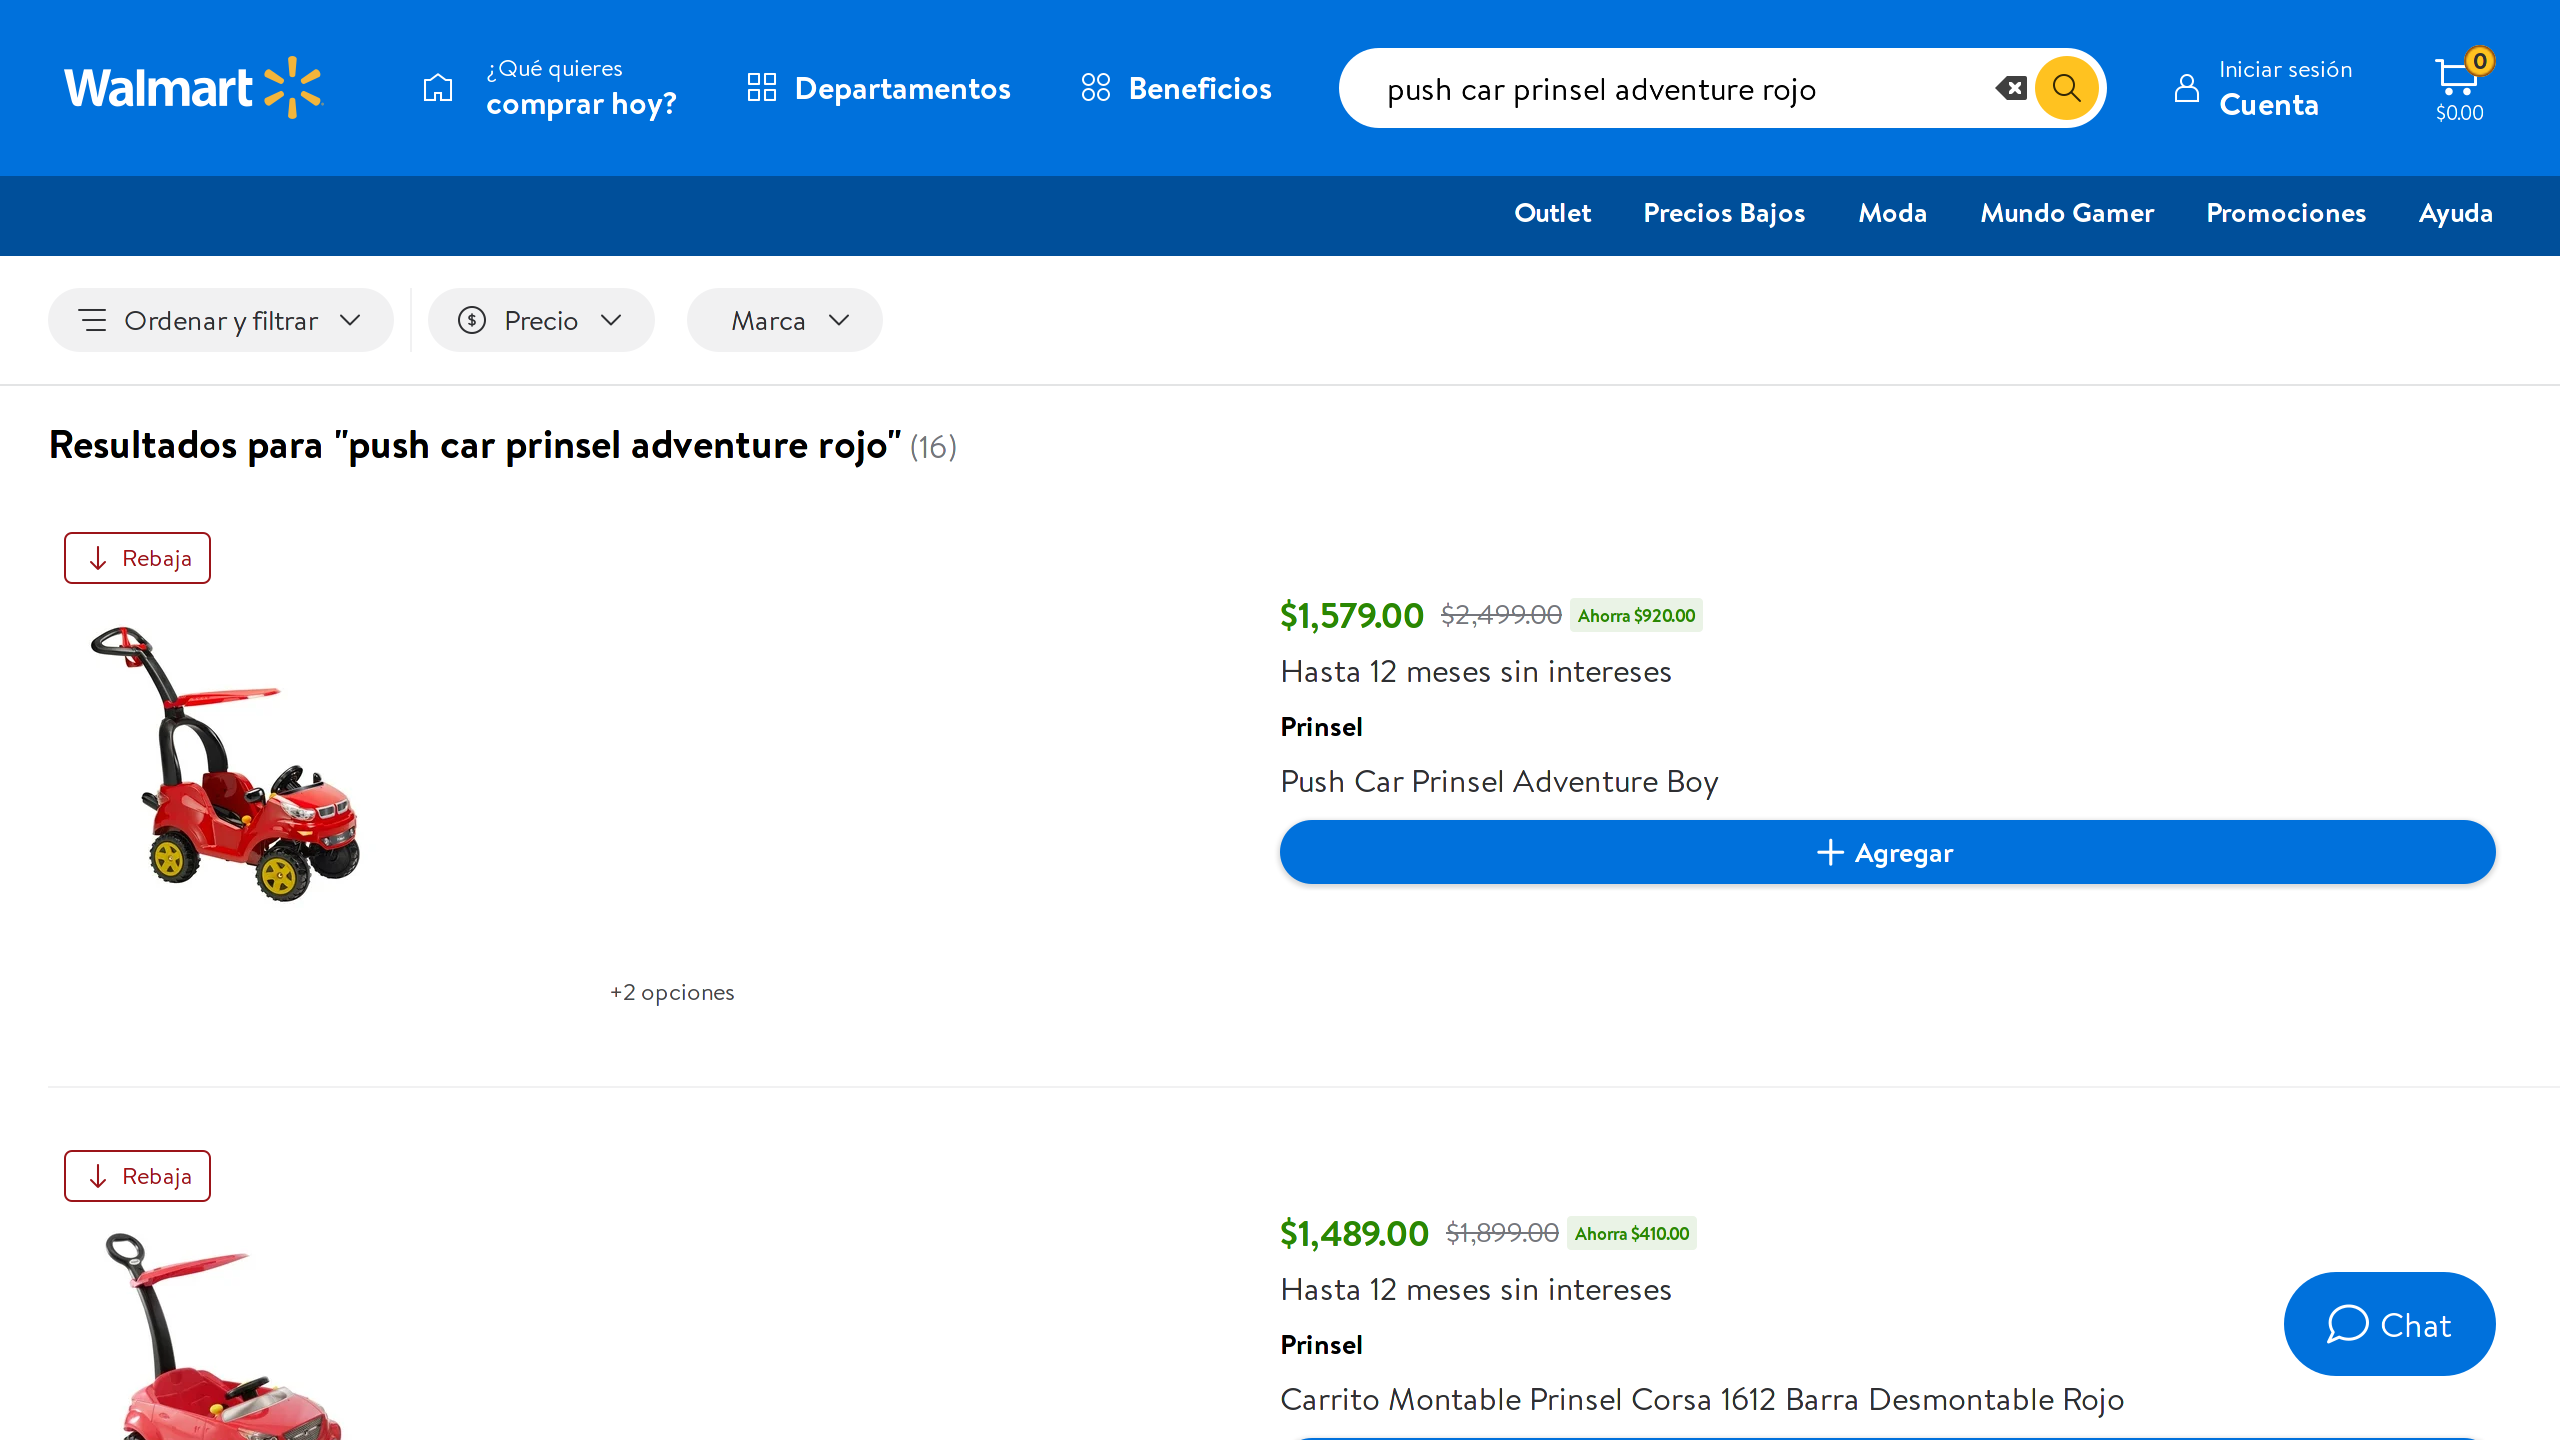 Walmart
¿Qué quieres
comprar hoy?
Departamentos
Beneficios
push car prinsel adventure rojo
Iniciar sesión
Cuenta
0
$0.00
Outlet
Precios Bajos
Moda
Mundo Gamer
Promociones
Ayuda
Ordenar y filtrar
Precio
Marca
Resultados para "push car prinsel adventure rojo" (16)
Rebaja
$1,579.00 $2,499.00 Ahorra $920.00
Hasta 12 meses sin intereses
Prinsel
Push Car Prinsel Adventure Boy
Agregar
+2 opciones
Rebaja
$1,489.00 $1,899.00 Ahorra $410.00
Hasta 12 meses sin intereses
Prinsel
Carrito Montable Prinsel Corsa 1612 Barra Desmontable Rojo
Chat